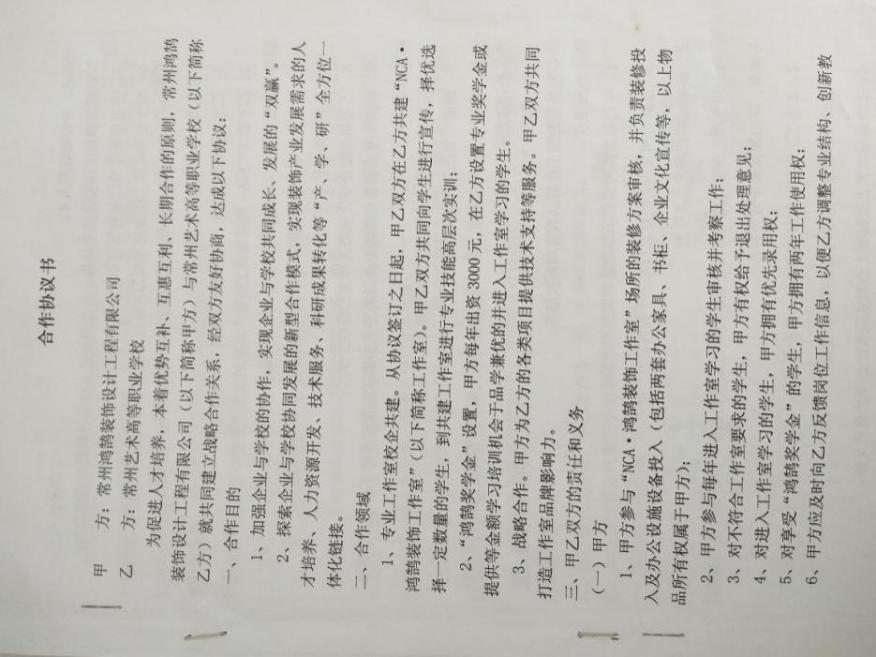 合作协议书
甲　　方：常州鸿鹄装饰设计工程有限公司
乙　　方：常州艺术高等职业学校
为促进人才培养，本着优势互补、互惠互利、长期合作的原则，常州鸿鹄
装饰设计工程有限公司（以下简称甲方）与常州艺术高等职业学校（以下简称
乙方）就共同建立战略合作关系，经双方友好协商，达成以下协议：
一、合作目的
1、加强企业与学校的协作，实现企业与学校共同成长、发展的“双赢”。
2、探索企业与学校协同发展的新型合作模式，实现装饰产业发展需求的人
才培养、人力资源开发、技术服务、科研成果转化等“产、学、研”全方位一
体化链接。
二、合作领域
1、专业工作室校企共建。从协议签订之日起，甲乙双方在乙方共建“NCA·
鸿鹄装饰工作室”（以下简称工作室）。甲乙双方共同向学生进行宣传，择优选
择一定数量的学生，到共建工作室进行专业技能高层次实训；
2、“鸿鹄奖学金”设置，甲方每年出资 3000 元，在乙方设置专业奖学金或
提供等金额学习培训机会于品学兼优的并进入工作室学习的学生。
3、战略合作。甲方为乙方的各类项目提供技术支持等服务。甲乙双方共同
打造工作室品牌影响力。
三、甲乙双方的责任和义务
（一）甲方
1、甲方参与“NCA·鸿鹄装饰工作室”场所的装修方案审核，并负责装修投
入及办公设施设备投入（包括两套办公家具、书柜、企业文化宣传等，以上物
品所有权属于甲方）；
2、甲方参与每年进入工作室学习的学生审核并考察工作；
3、对不符合工作室要求的学生，甲方有权给予退出处理意见；
4、对进入工作室学习的学生，甲方拥有优先录用权；
5、对享受“鸿鹄奖学金”的学生，甲方拥有两年工作使用权；
6、甲方应及时向乙方反馈岗位工作信息，以便乙方调整专业结构、创新教